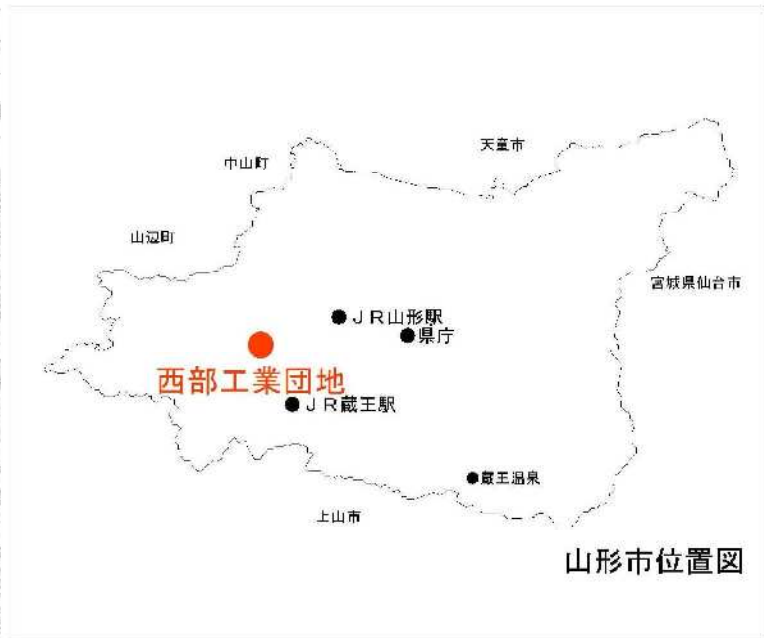 天童市
中山町
山辺町
宮城県仙台市
JR山形駅
県庁
西部工業団地
JR蔵王駅
蔵王温泉
上山市
山形市位置図